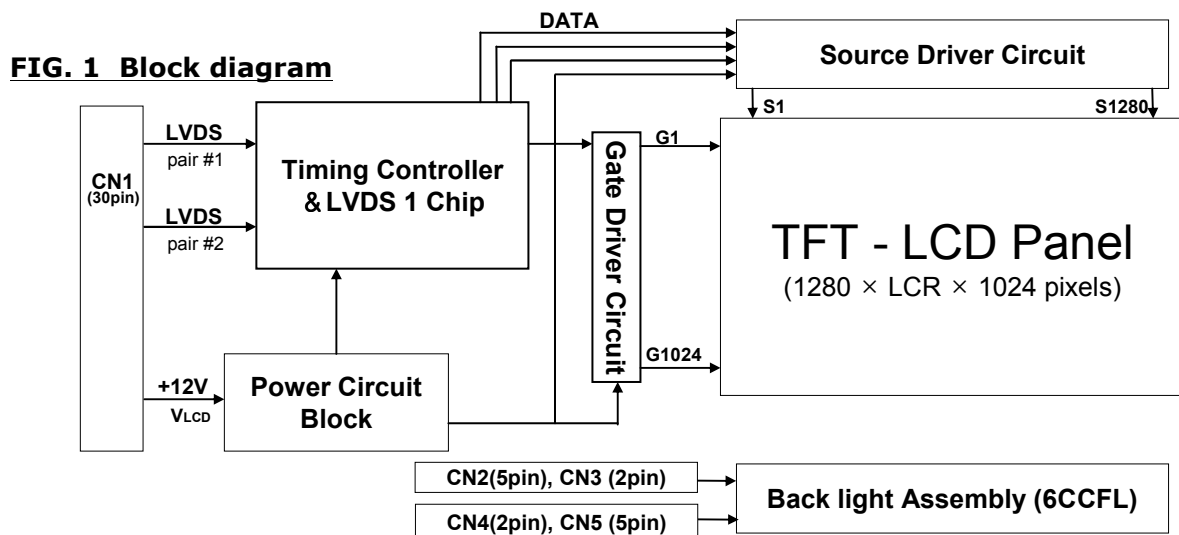 FIG. 1 Block diagram
DATA
Source Driver Circuit
S1
S1280
CN1
(30pin)
LVDS
pair #1
LVDS
pair #2
Timing Controller
& LVDS 1 Chip
Gate Driver Circuit
G1
G1024
TFT - LCD Panel
(1280 × LCR × 1024 pixels)
+12V
VLCD
Power Circuit
Block
CN2(5pin), CN3 (2pin)
CN4(2pin), CN5 (5pin)
Back light Assembly (6CCFL)